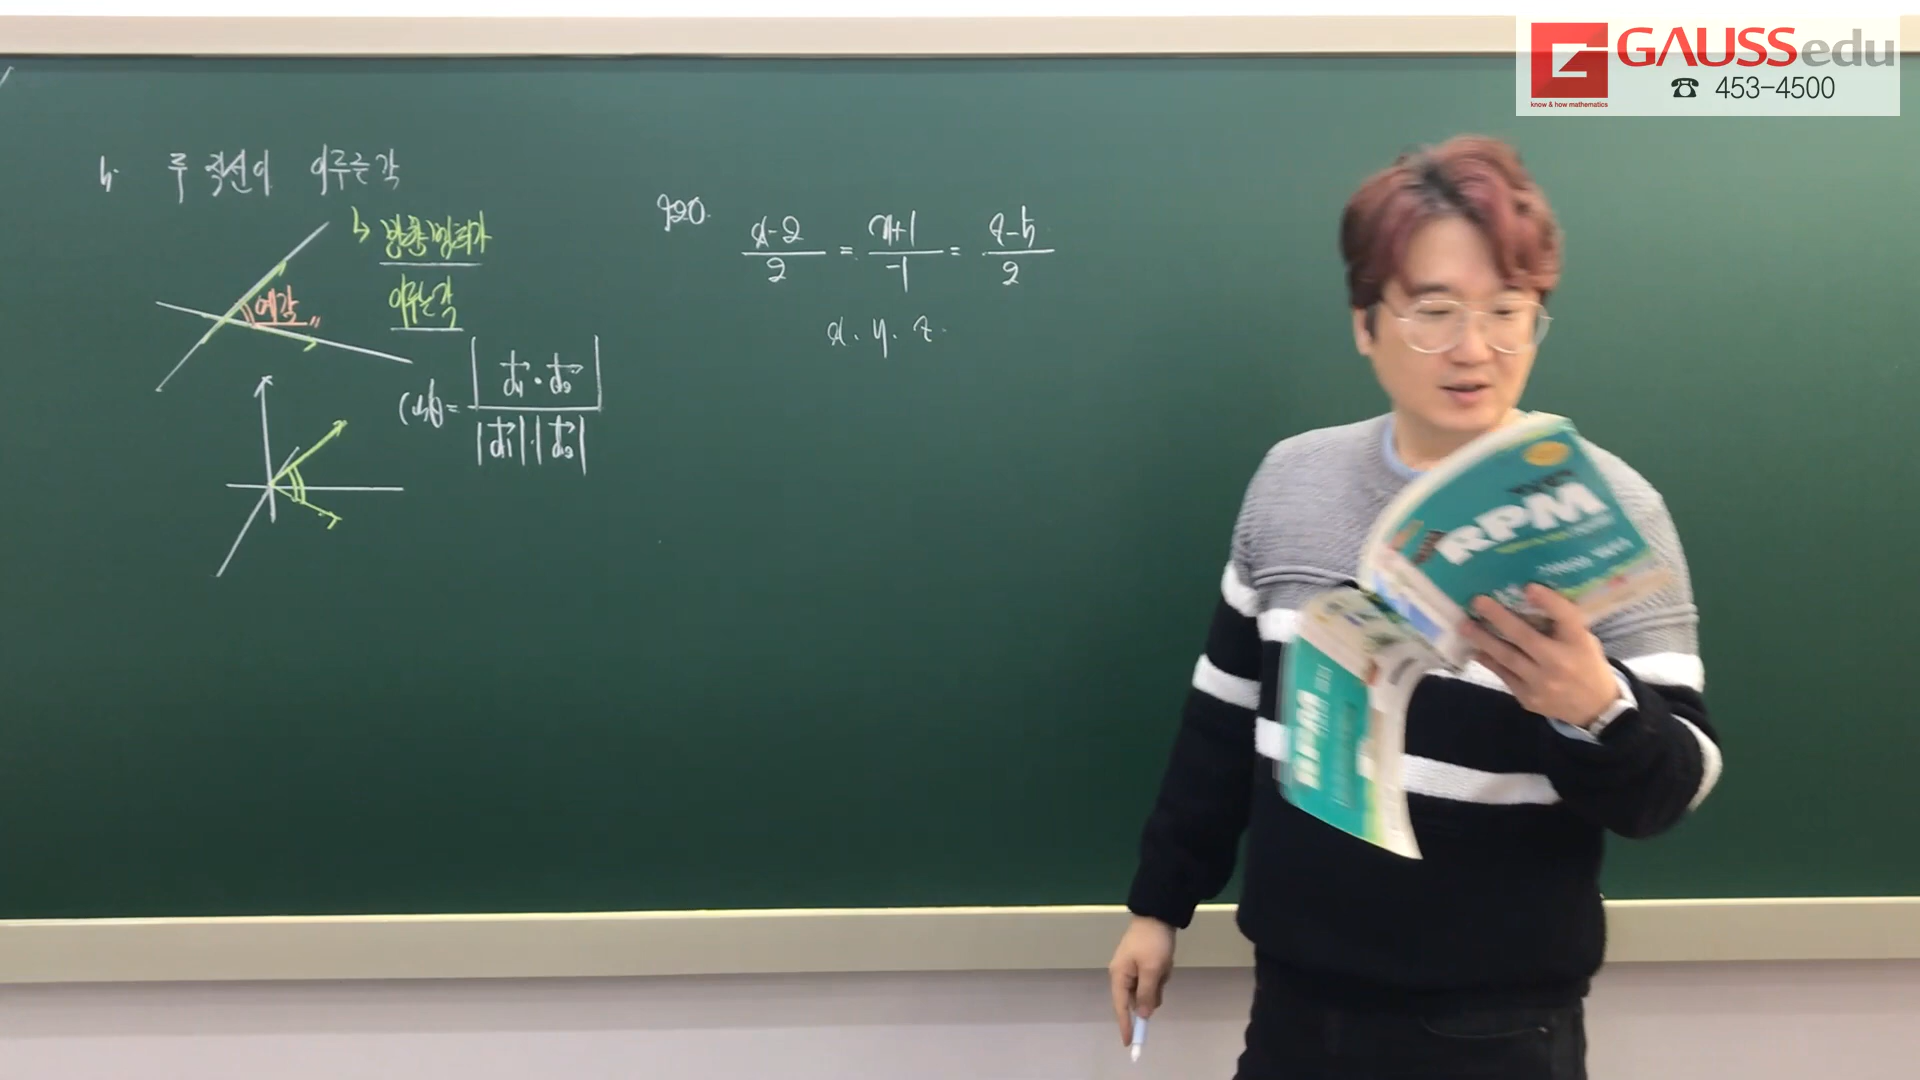 GAUSSedu
know & how mathematics
☎ 453-4500
두 직선이 이루는 각
↳ 방향벡터가
이루는각
예각
cosθ = |d₁·d₂| / |d₁|·|d₂|
920. (x-2)/2 = (y+1)/-1 = (z-5)/2
x. y. z.
RPM
RPM